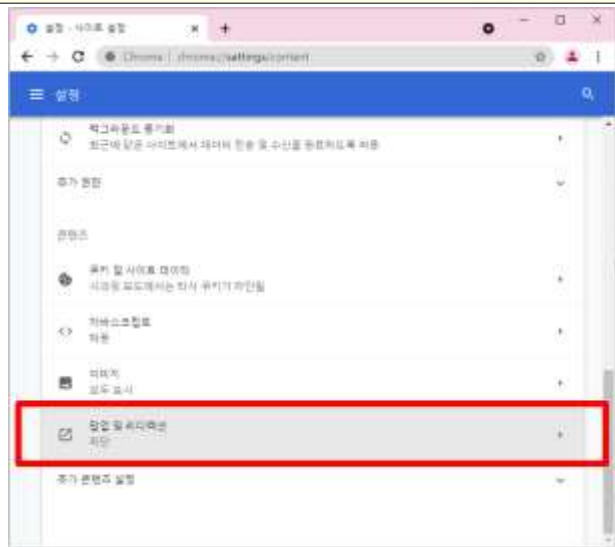 설정 - 사이트 설정
Chrome | chrome://settings/content
설정
백그라운드 동기화
최근에 닫은 사이트에서 데이터 전송 및 수신을 완료하도록 허용
추가 권한
콘텐츠
쿠키 및 사이트 데이터
시크릿 모드에서는 타사 쿠키가 차단됨
자바스크립트
허용
이미지
모두 표시
팝업 및 리디렉션
차단
추가 콘텐츠 설정